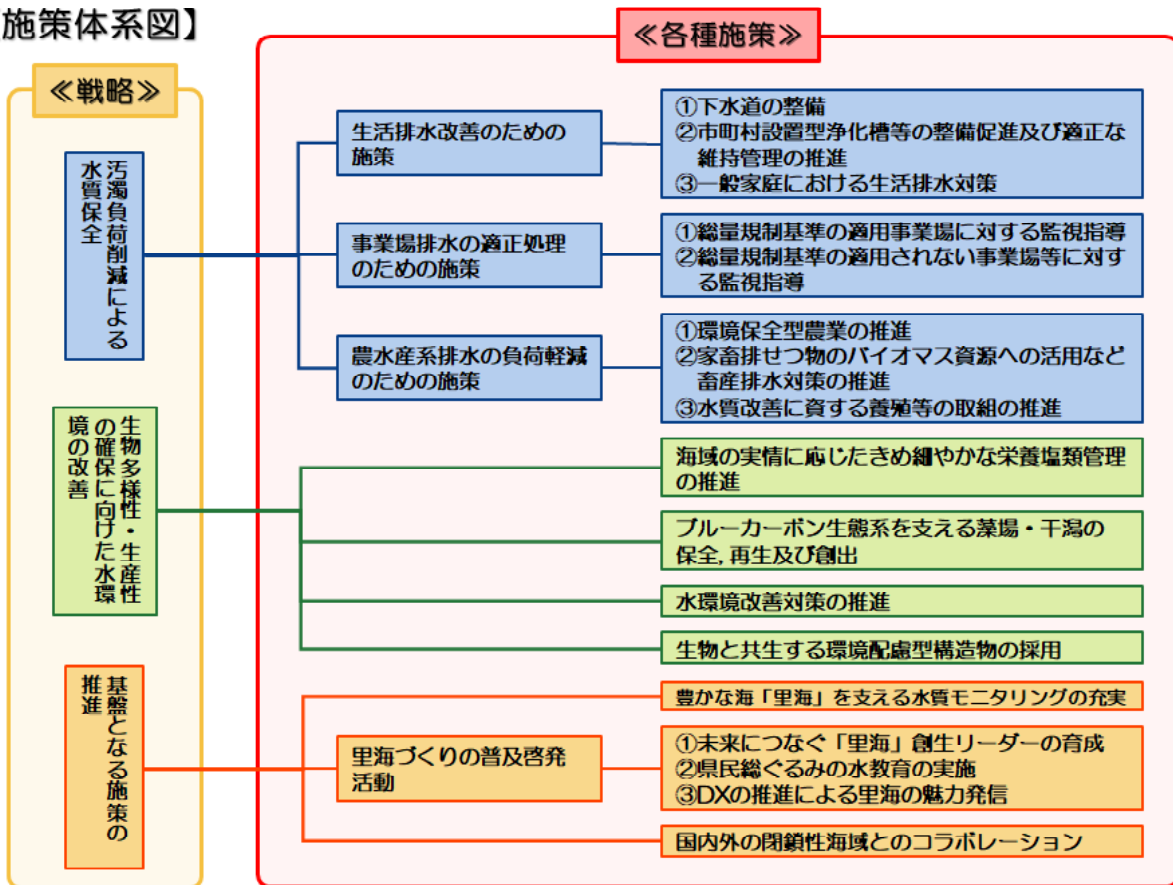 施策体系図】
≪戦略≫
≪各種施策≫
汚濁負荷削減による
水質保全
生活排水改善のための
施策
①下水道の整備
②市町村設置型浄化槽等の整備促進及び適正な
維持管理の推進
③一般家庭における生活排水対策
事業場排水の適正処理
のための施策
①総量規制基準の適用事業場に対する監視指導
②総量規制基準の適用されない事業場等に対す
る監視指導
農水産系排水の負荷軽減
のための施策
①環境保全型農業の推進
②家畜排せつ物のバイオマス資源への活用など
畜産排水対策の推進
③水質改善に資する養殖等の取組の推進
生物多様性・生産性
の確保に向けた水環
境の改善
海域の実情に応じたきめ細やかな栄養塩類管理
の推進
ブルーカーボン生態系を支える藻場・干潟の
保全,再生及び創出
水環境改善対策の推進
生物と共生する環境配慮型構造物の採用
基盤となる施策の
推進
豊かな海「里海」を支える水質モニタリングの充実
里海づくりの普及啓発
活動
①未来につなぐ「里海」創生リーダーの育成
②県民総ぐるみの水教育の実施
③DXの推進による里海の魅力発信
国内外の閉鎖性海域とのコラボレーション